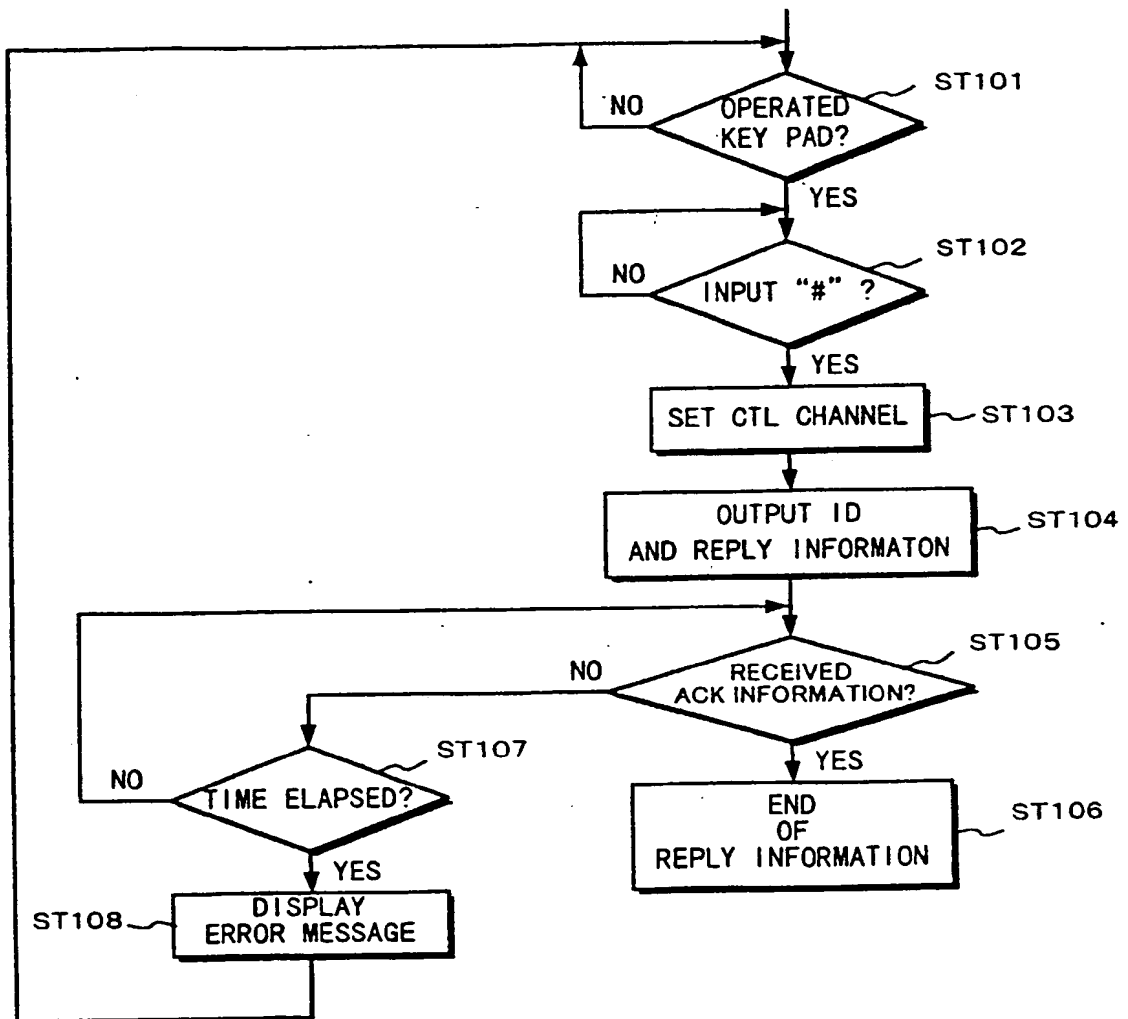 ST101
NO
OPERATED
KEY PAD?
YES
ST102
NO
INPUT “#” ?
YES
SET CTL CHANNEL
ST103
OUTPUT ID
AND REPLY INFORMATON
ST104
ST105
NO
RECEIVED
ACK INFORMATION?
YES
ST107
NO
TIME ELAPSED?
END
OF
REPLY INFORMATION
ST106
YES
ST108
DISPLAY
ERROR MESSAGE